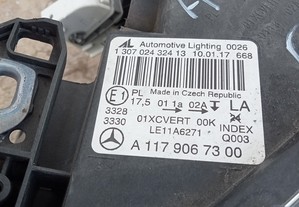 AL Automotive Lighting 0026
1 307 024 324 13 10.01.17 668
Made in Czech Republic
E1 PL
17,5 01 1a 02A LA
3328
3330 01XCVERT 00K INDEX
LE11A6271 Q003
A 117 906 73 00